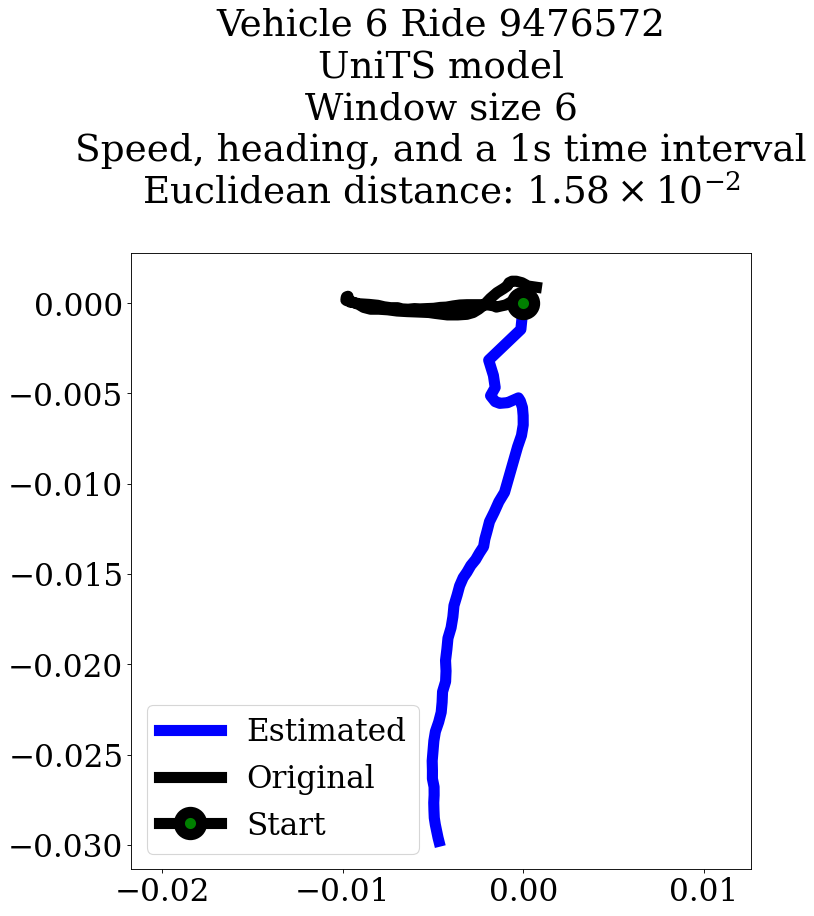 Vehicle 6 Ride 9476572
UniTS model
Window size 6
Speed, heading, and a 1s time interval
Euclidean distance: 1.58 × 10⁻²
0.000
−0.005
−0.010
−0.015
−0.020
−0.025
−0.030
Estimated
Original
Start
−0.02 −0.01 0.00 0.01